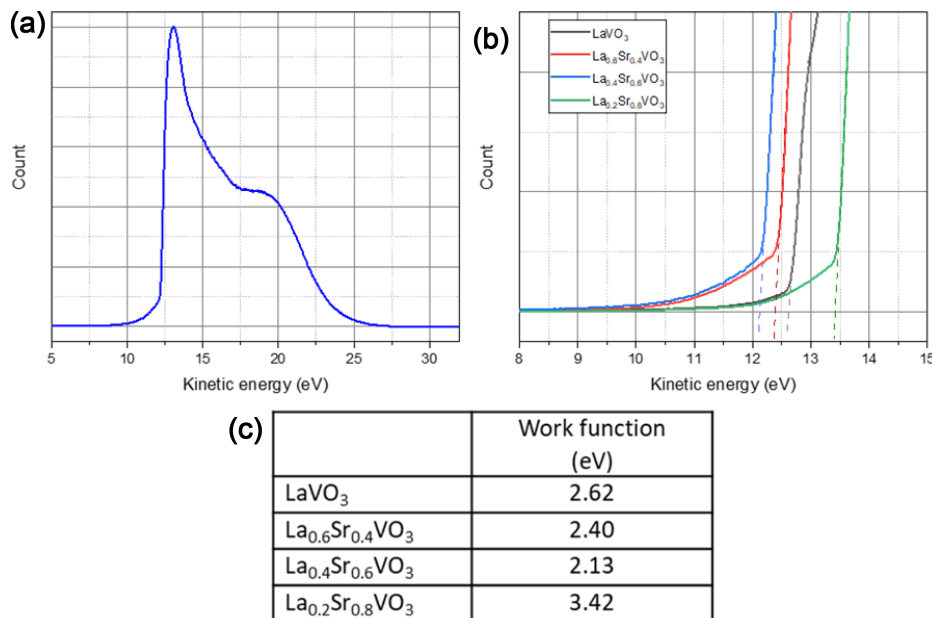 (a)
Count
5 10 15 20 25 30
Kinetic energy (eV)
(b)
LaVO₃
La₀.₆Sr₀.₄VO₃
La₀.₄Sr₀.₆VO₃
La₀.₂Sr₀.₈VO₃
Count
8 9 10 11 12 13 14 15
Kinetic energy (eV)
(c)
Work function
(eV)
LaVO₃ 2.62
La₀.₆Sr₀.₄VO₃ 2.40
La₀.₄Sr₀.₆VO₃ 2.13
La₀.₂Sr₀.₈VO₃ 3.42